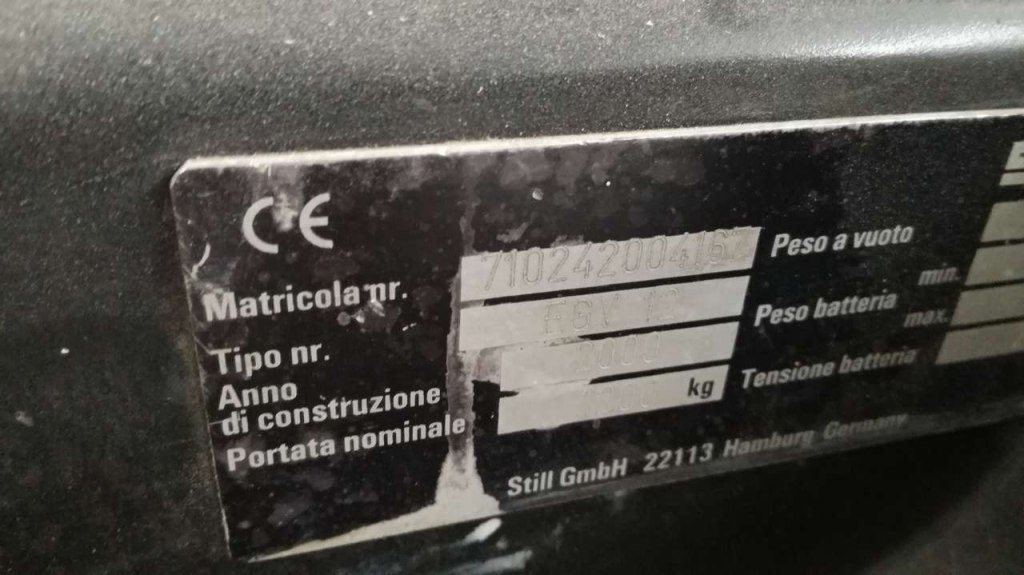 CE
Matricola nr. 710242004167
Tipo nr. EGV 12
Anno
di construzione 2000
Portata nominale kg
Peso a vuoto
min.
Peso batteria
max.
Tensione batteria
Still GmbH 22113 Hamburg Germany